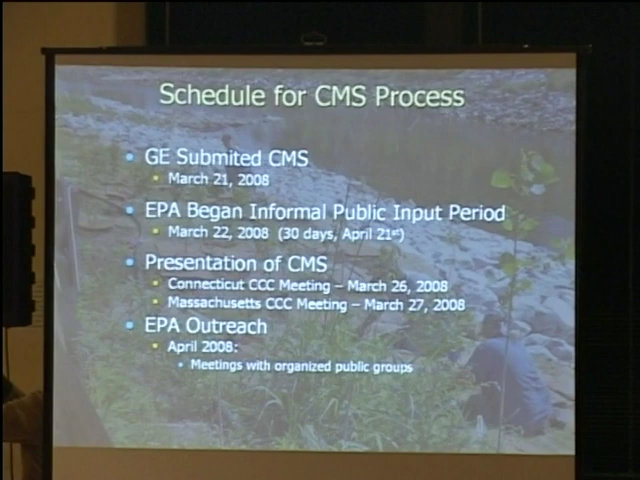 Schedule for CMS Process
GE Submited CMS
March 21, 2008
EPA Began Informal Public Input Period
March 22, 2008 (30 days, April 21st)
Presentation of CMS
Connecticut CCC Meeting – March 26, 2008
Massachusetts CCC Meeting – March 27, 2008
EPA Outreach
April 2008:
Meetings with organized public groups